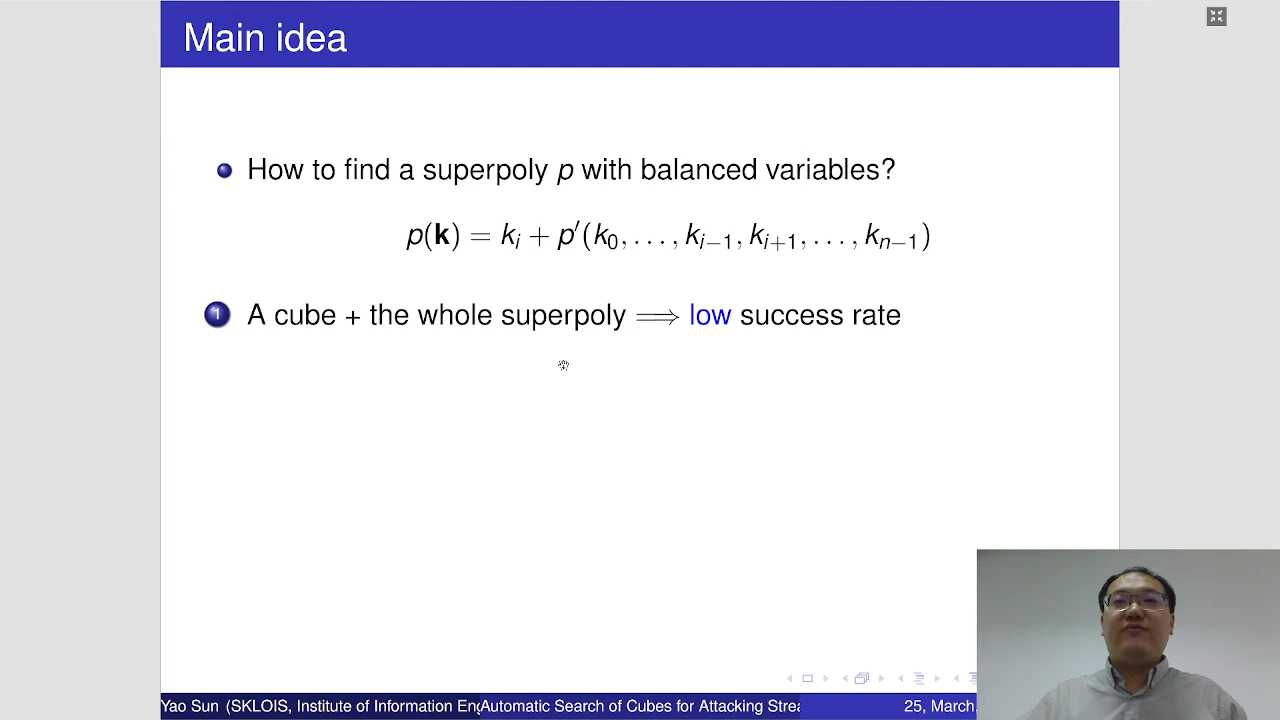 Main idea
How to find a superpoly p with balanced variables?
p(k) = k_i + p′(k_0, . . . , k_{i−1}, k_{i+1}, . . . , k_{n−1})
1 A cube + the whole superpoly ⟹ low success rate
Yao Sun (SKLOIS, Institute of Information Eng
Automatic Search of Cubes for Attacking Strea
25, March,